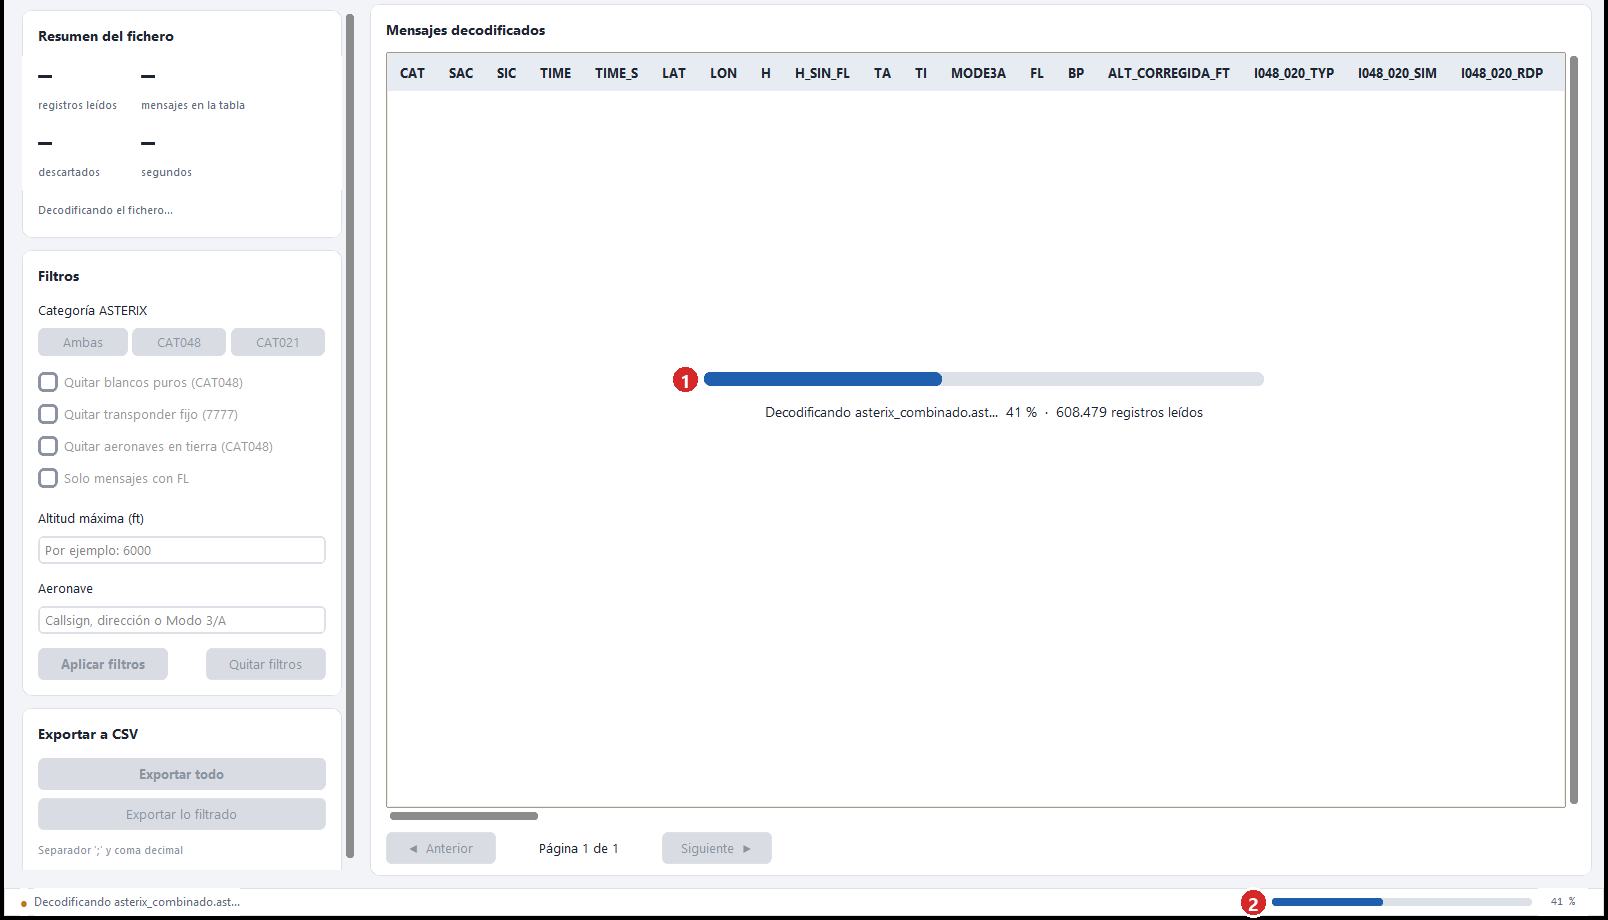 Resumen del fichero
– –
registros leídos mensajes en la tabla
– –
descartados segundos
Decodificando el fichero...
Filtros
Categoría ASTERIX
Ambas CAT048 CAT021
Quitar blancos puros (CAT048)
Quitar transponder fijo (7777)
Quitar aeronaves en tierra (CAT048)
Solo mensajes con FL
Altitud máxima (ft)
Por ejemplo: 6000
Aeronave
Callsign, dirección o Modo 3/A
Aplicar filtros Quitar filtros
Exportar a CSV
Exportar todo
Exportar lo filtrado
Separador ';' y coma decimal
Mensajes decodificados
CAT SAC SIC TIME TIME_S LAT LON H H_SIN_FL TA TI MODE3A FL BP ALT_CORREGIDA_FT I048_020_TYP I048_020_SIM I048_020_RDP
1
Decodificando asterix_combinado.ast... 41 % · 608.479 registros leídos
◄ Anterior Página 1 de 1 Siguiente ►
● Decodificando asterix_combinado.ast... 2 41 %